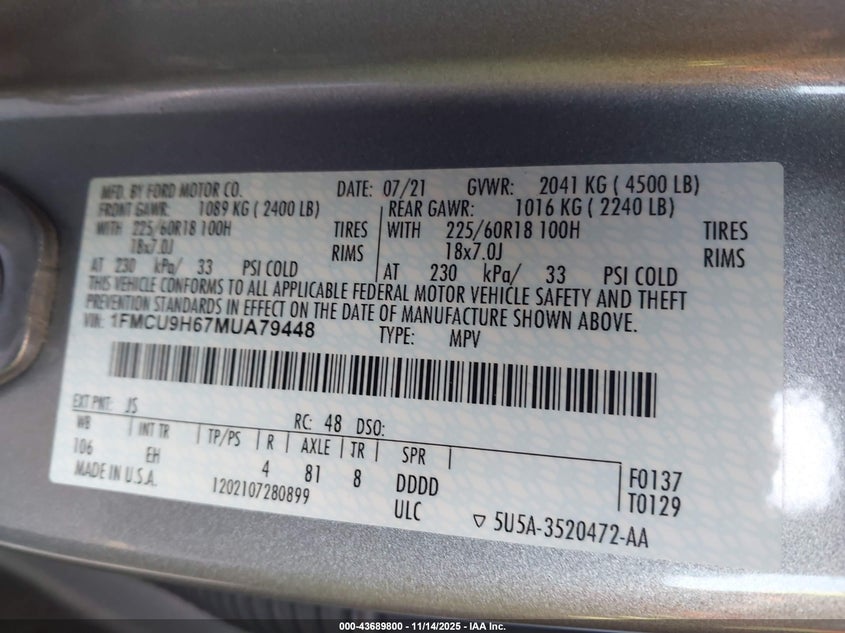 MFD. BY FORD MOTOR CO. DATE: 07/21 GVWR: 2041 KG ( 4500 LB)
FRONT GAWR: 1089 KG ( 2400 LB) REAR GAWR: 1016 KG ( 2240 LB)
WITH 225/60R18 100H TIRES WITH 225/60R18 100H TIRES
18x7.0J RIMS 18x7.0J RIMS
AT 230 kPa/ 33 PSI COLD AT 230 kPa/ 33 PSI COLD
THIS VEHICLE CONFORMS TO ALL APPLICABLE FEDERAL MOTOR VEHICLE SAFETY AND THEFT
PREVENTION STANDARDS IN EFFECT ON THE DATE OF MANUFACTURE SHOWN ABOVE.
VIN: 1FMCU9H67MUA79448 TYPE: MPV
EXT PNT: JS RC: 48 DSO:
WB INT TR TP/PS R AXLE TR SPR
106 EH 4 81 8 DDDD F0137
MADE IN U.S.A. 1202107280899 ULC T0129
▽ 5U5A-3520472-AA
000-43689800 - 11/14/2025 - IAA Inc.